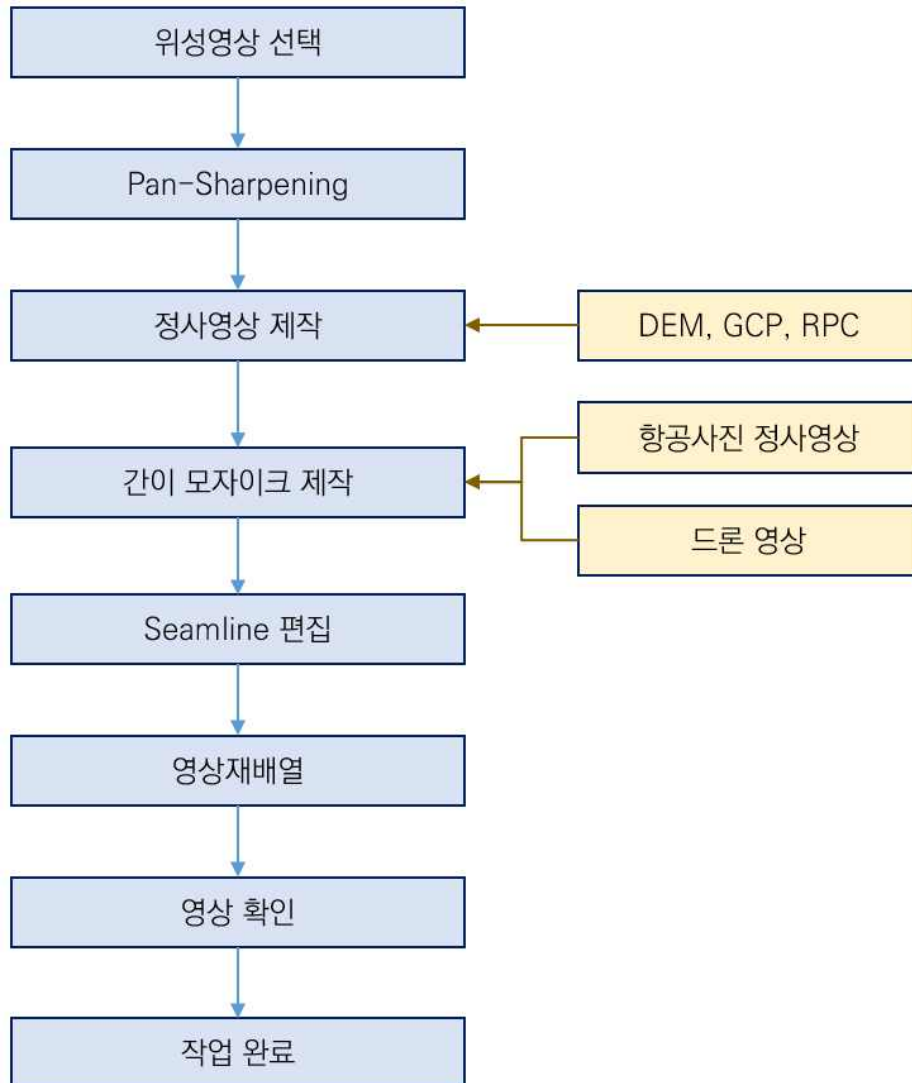 위성영상 선택
Pan-Sharpening
정사영상 제작
DEM, GCP, RPC
간이 모자이크 제작
항공사진 정사영상
드론 영상
Seamline 편집
영상재배열
영상 확인
작업 완료